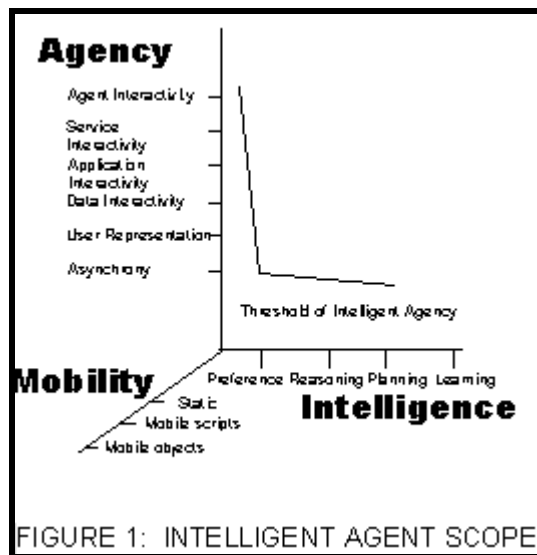 Agency
Agent Interactivity
Service
Interactivity
Application
Interactivity
Data Interactivity
User Representation
Asynchrony
Threshold of Intelligent Agency
Mobility
Preference Reasoning Planning Learning
Static
Intelligence
Mobile scripts
Mobile objects
FIGURE 1: INTELLIGENT AGENT SCOPE